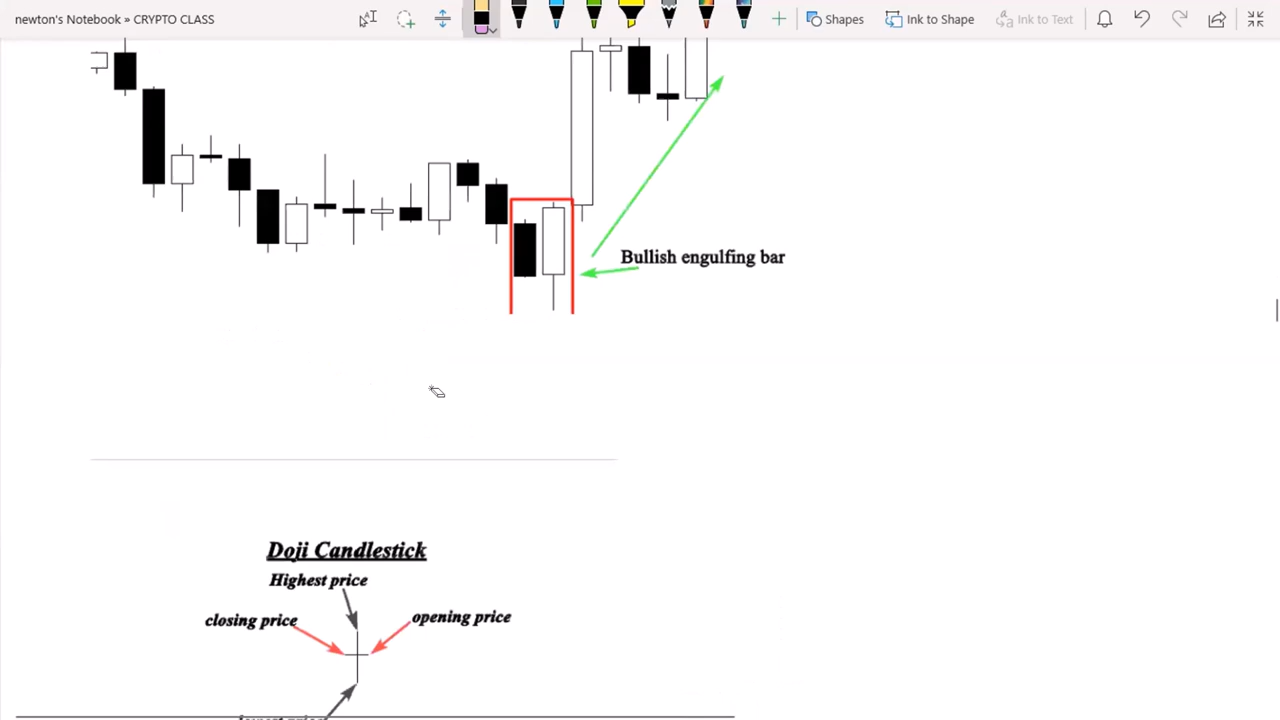 newton's Notebook » CRYPTO CLASS
Shapes
Ink to Shape
Ink to Text
Bullish engulfing bar
Doji Candlestick
Highest price
closing price
opening price